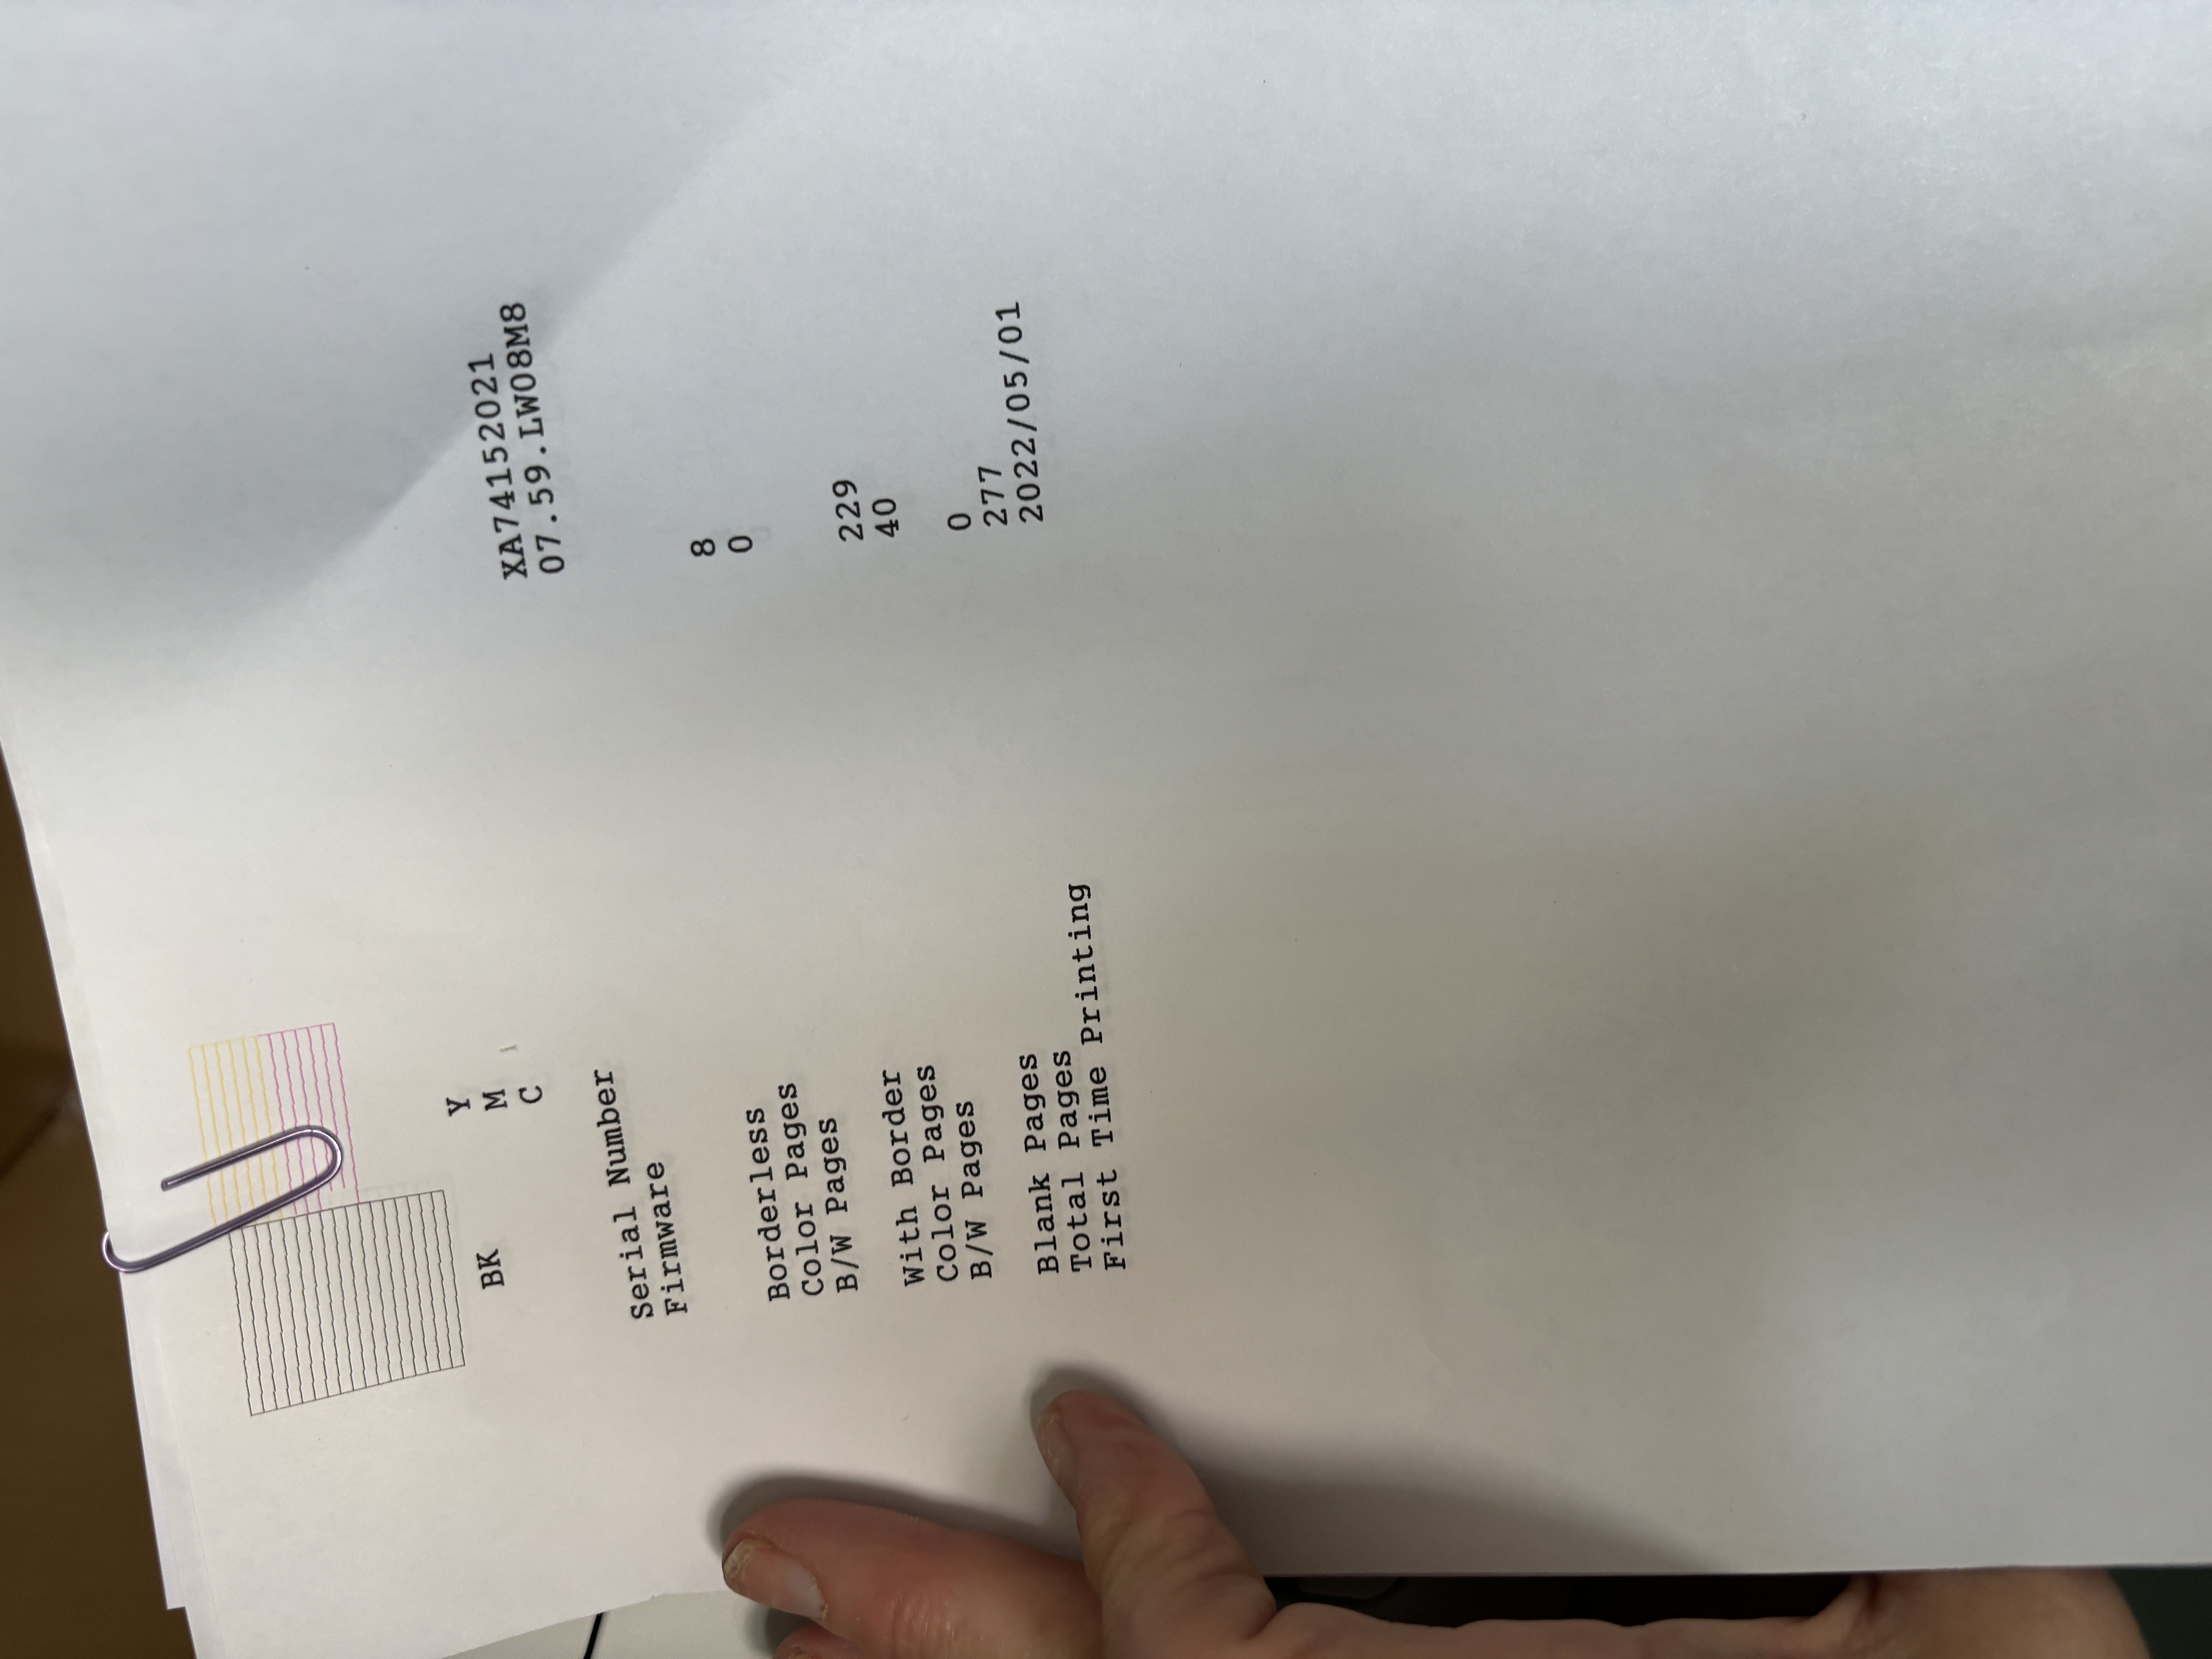 BK
Y
M
C
Serial Number XA74152021
Firmware 07.59.LW08M8
Borderless
Color Pages 8
B/W Pages 0
With Border
Color Pages 229
B/W Pages 40
Blank Pages 0
Total Pages 277
First Time Printing 2022/05/01